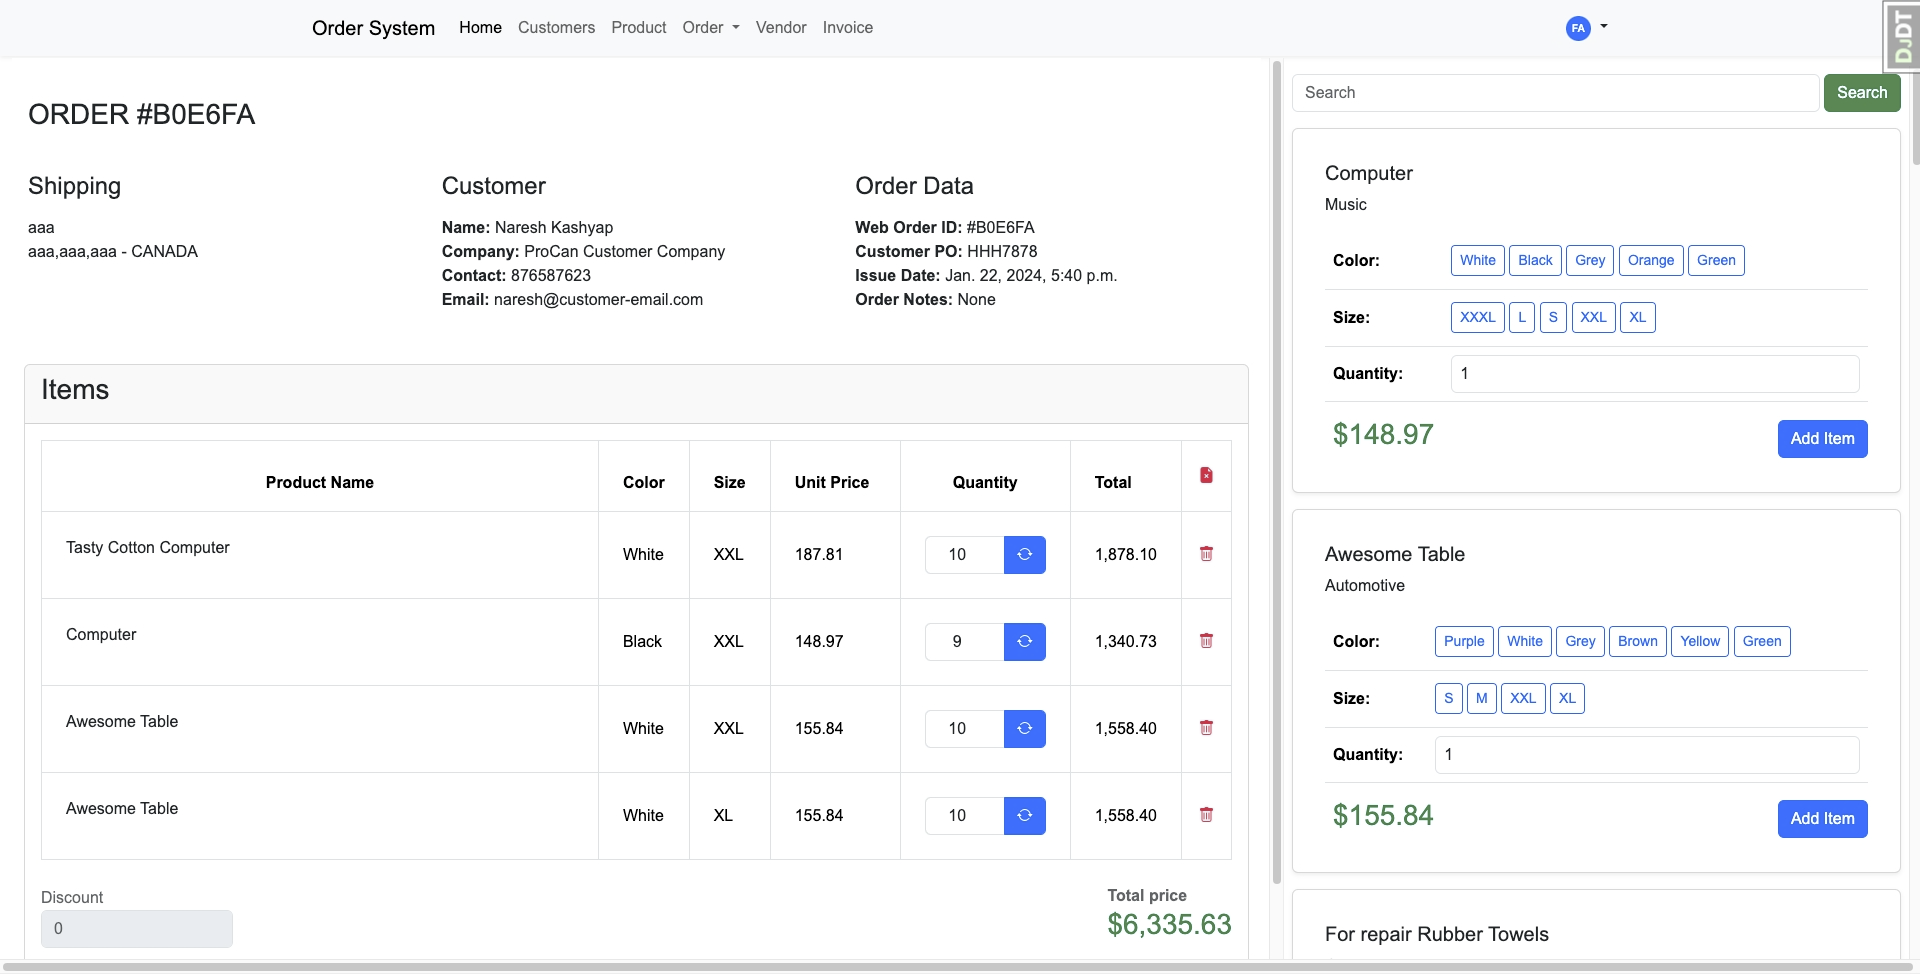 Order System Home Customers Product Order Vendor Invoice FA
DJDT
ORDER #B0E6FA
Shipping
aaa
aaa,aaa,aaa - CANADA
Customer
Name: Naresh Kashyap
Company: ProCan Customer Company
Contact: 876587623
Email: naresh@customer-email.com
Order Data
Web Order ID: #B0E6FA
Customer PO: HHH7878
Issue Date: Jan. 22, 2024, 5:40 p.m.
Order Notes: None
Items
Product Name Color Size Unit Price Quantity Total
Tasty Cotton Computer White XXL 187.81 10 1,878.10
Computer Black XXL 148.97 9 1,340.73
Awesome Table White XXL 155.84 10 1,558.40
Awesome Table White XL 155.84 10 1,558.40
Discount
0
Total price
$6,335.63
Search Search
Computer
Music
Color: White Black Grey Orange Green
Size: XXXL L S XXL XL
Quantity: 1
$148.97 Add Item
Awesome Table
Automotive
Color: Purple White Grey Brown Yellow Green
Size: S M XXL XL
Quantity: 1
$155.84 Add Item
For repair Rubber Towels